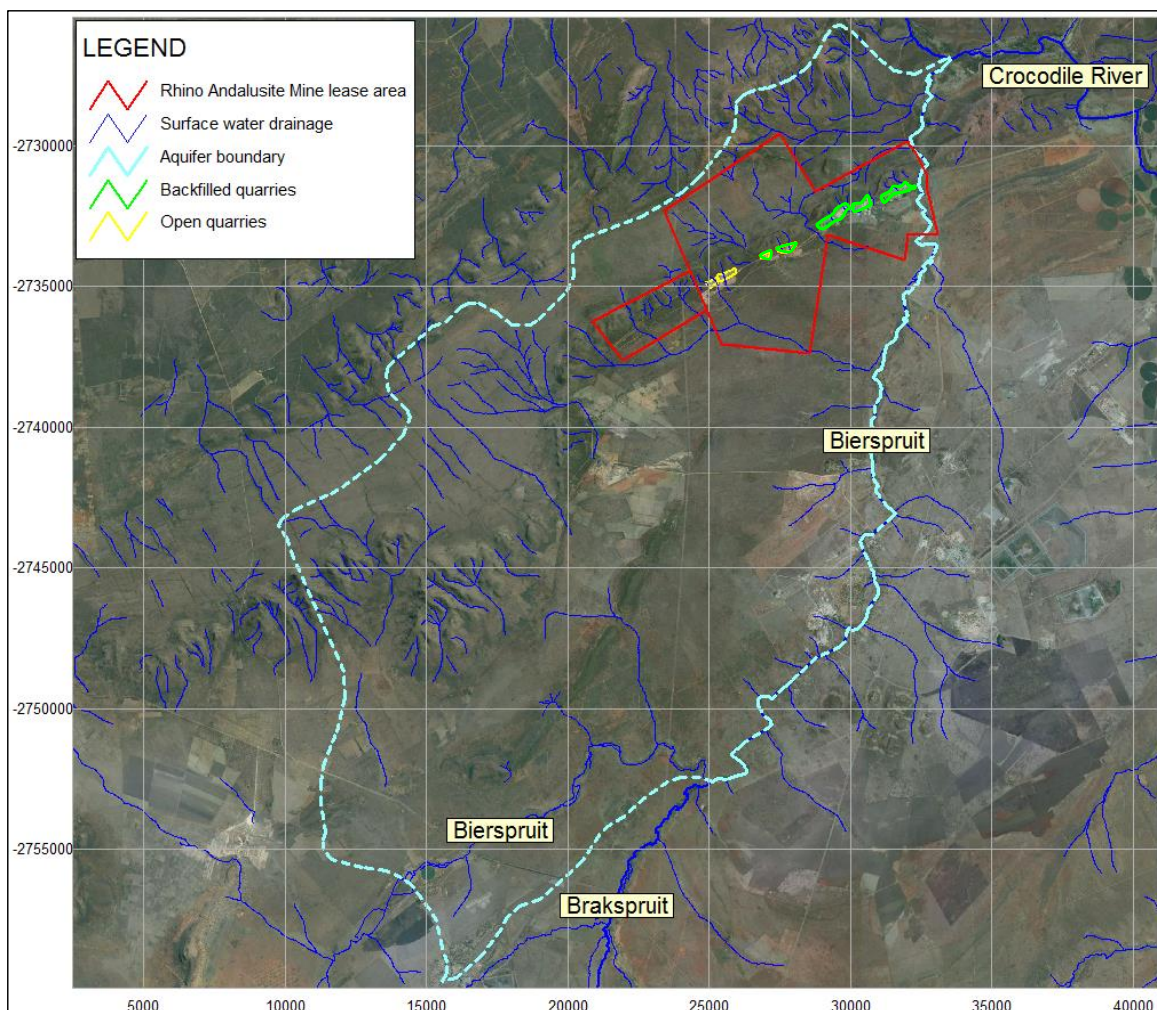 LEGEND
Rhino Andalusite Mine lease area
Surface water drainage
Aquifer boundary
Backfilled quarries
Open quarries
Crocodile River
-2730000
-2735000
-2740000
Bierspruit
-2745000
-2750000
Bierspruit
-2755000
Brakspruit
5000 10000 15000 20000 25000 30000 35000 40000